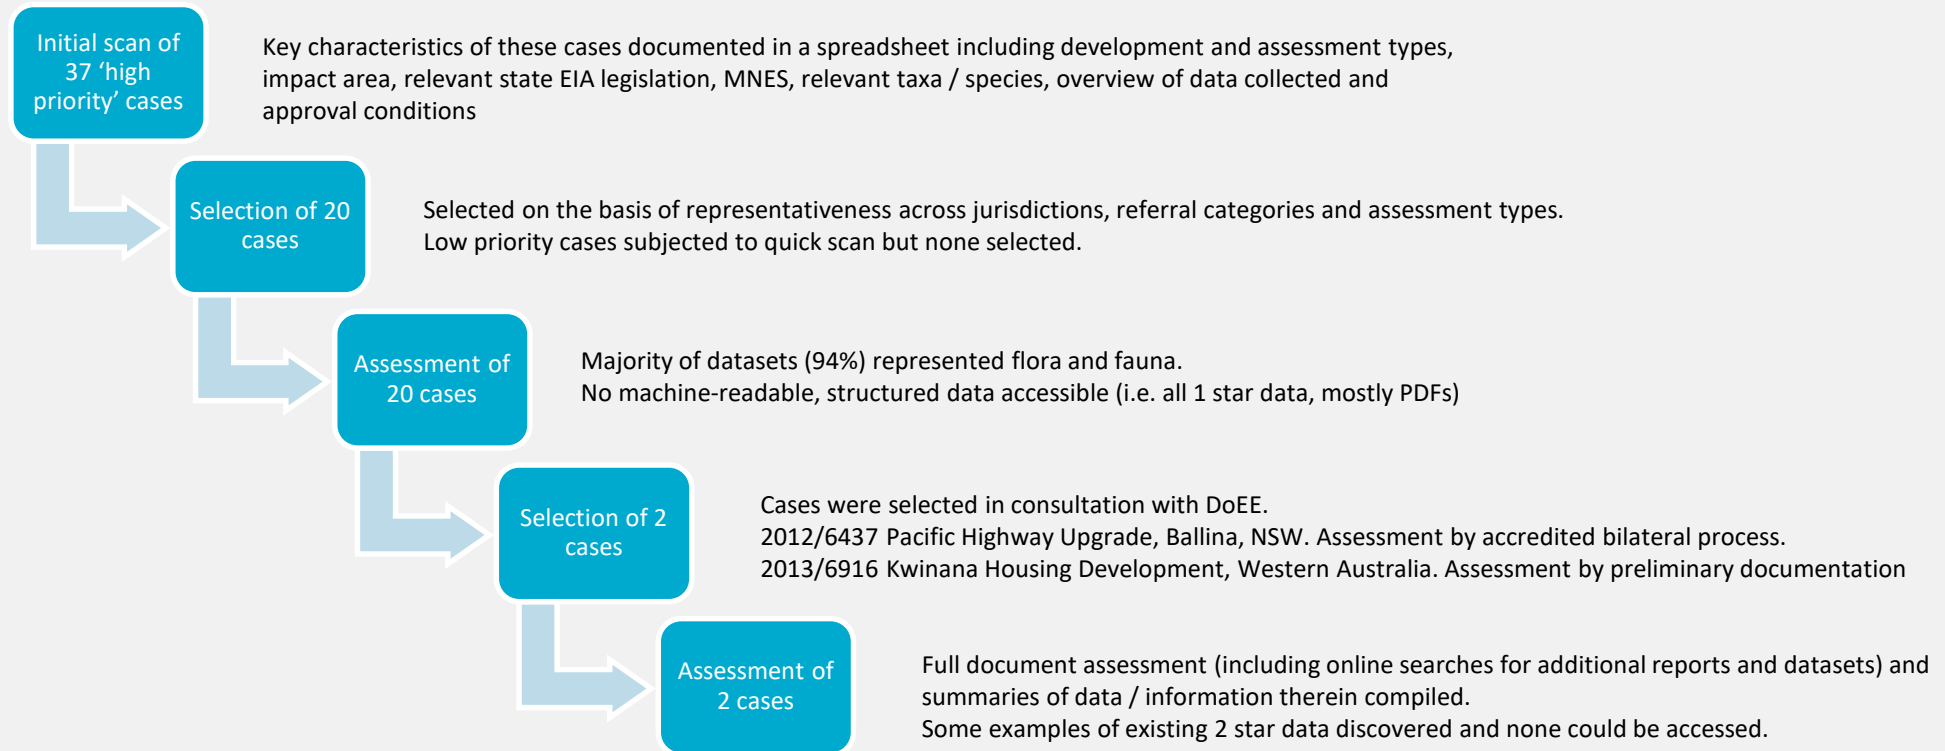 Initial scan of
37 ‘high
priority’ cases
Key characteristics of these cases documented in a spreadsheet including development and assessment types,
impact area, relevant state EIA legislation, MNES, relevant taxa / species, overview of data collected and
approval conditions
Selection of 20
cases
Selected on the basis of representativeness across jurisdictions, referral categories and assessment types.
Low priority cases subjected to quick scan but none selected.
Assessment of
20 cases
Majority of datasets (94%) represented flora and fauna.
No machine-readable, structured data accessible (i.e. all 1 star data, mostly PDFs)
Selection of 2
cases
Cases were selected in consultation with DoEE.
2012/6437 Pacific Highway Upgrade, Ballina, NSW. Assessment by accredited bilateral process.
2013/6916 Kwinana Housing Development, Western Australia. Assessment by preliminary documentation
Assessment of
2 cases
Full document assessment (including online searches for additional reports and datasets) and
summaries of data / information therein compiled.
Some examples of existing 2 star data discovered and none could be accessed.